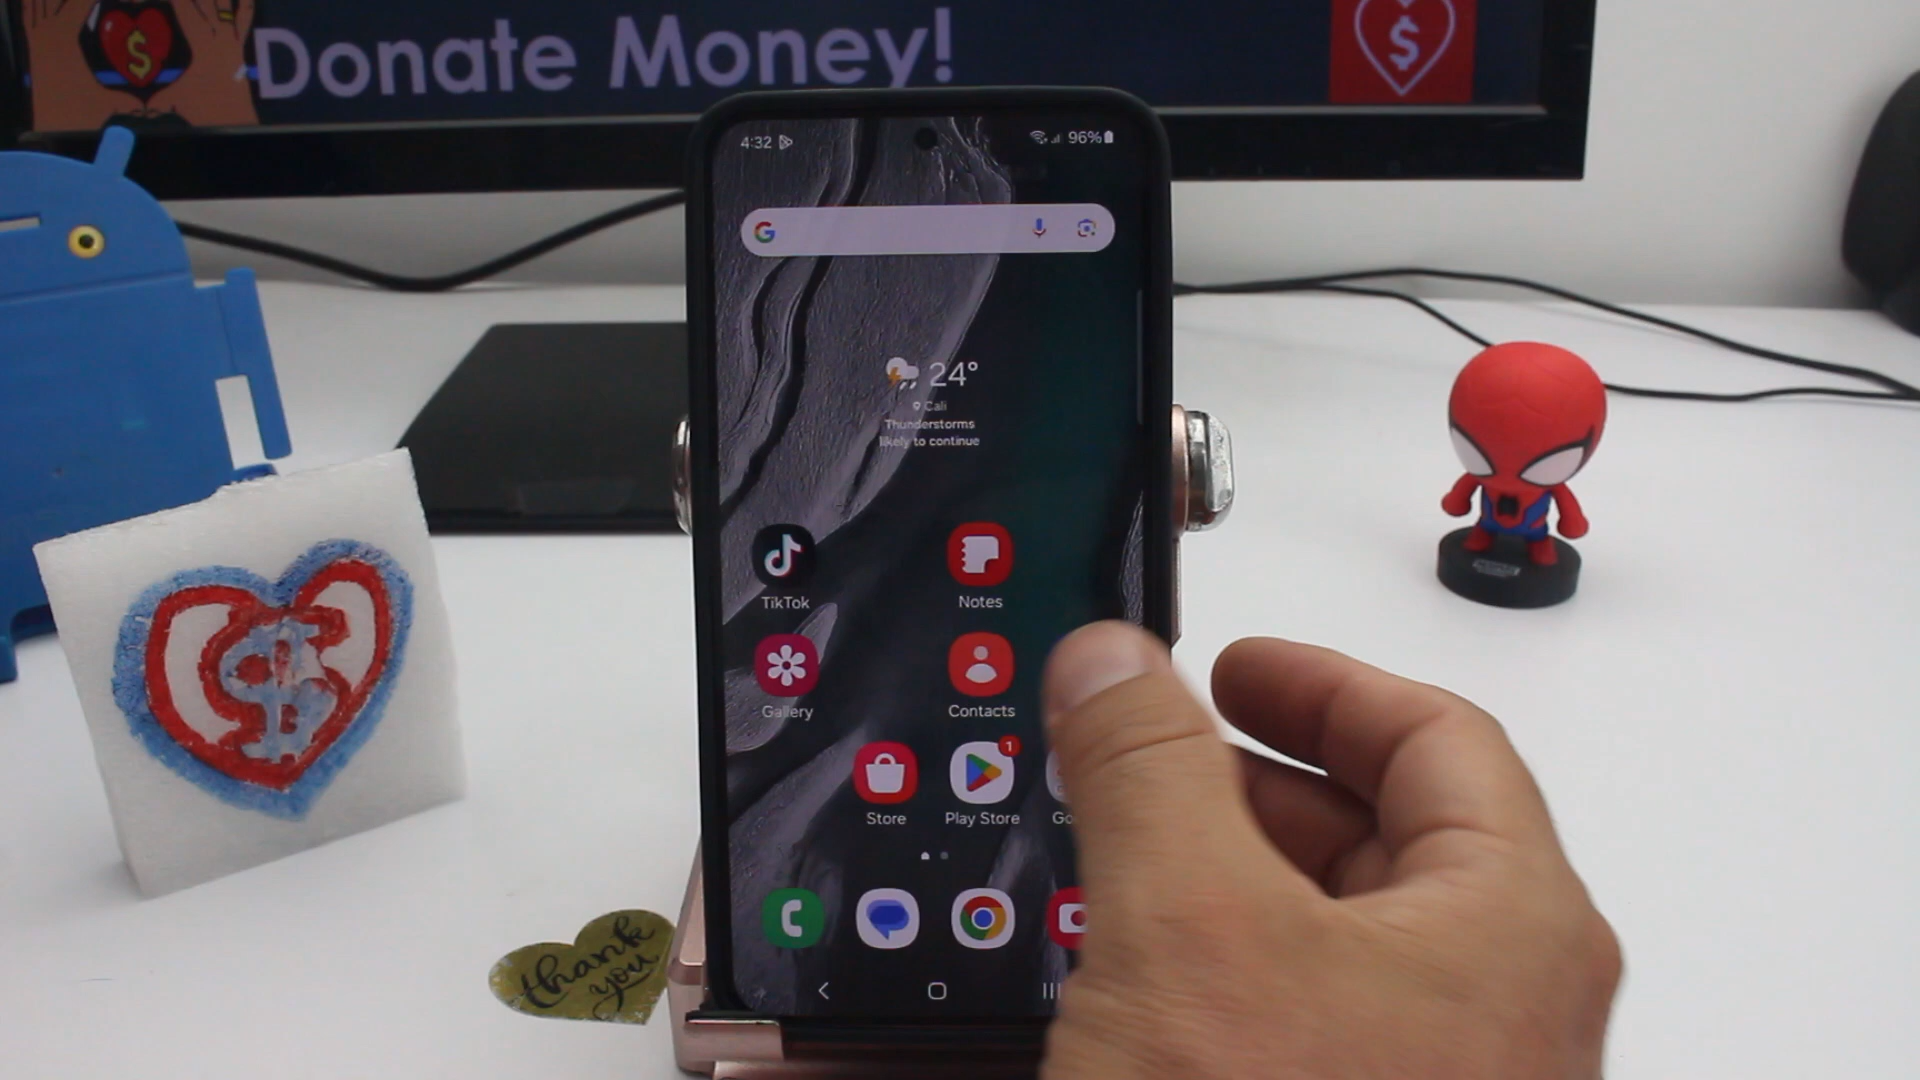 $ Donate Money! $
4:32 96%
G
24°
Cali
Thunderstorms
likely to continue
TikTok Notes
Gallery Contacts
1
Store Play Store Go
$
thank
you